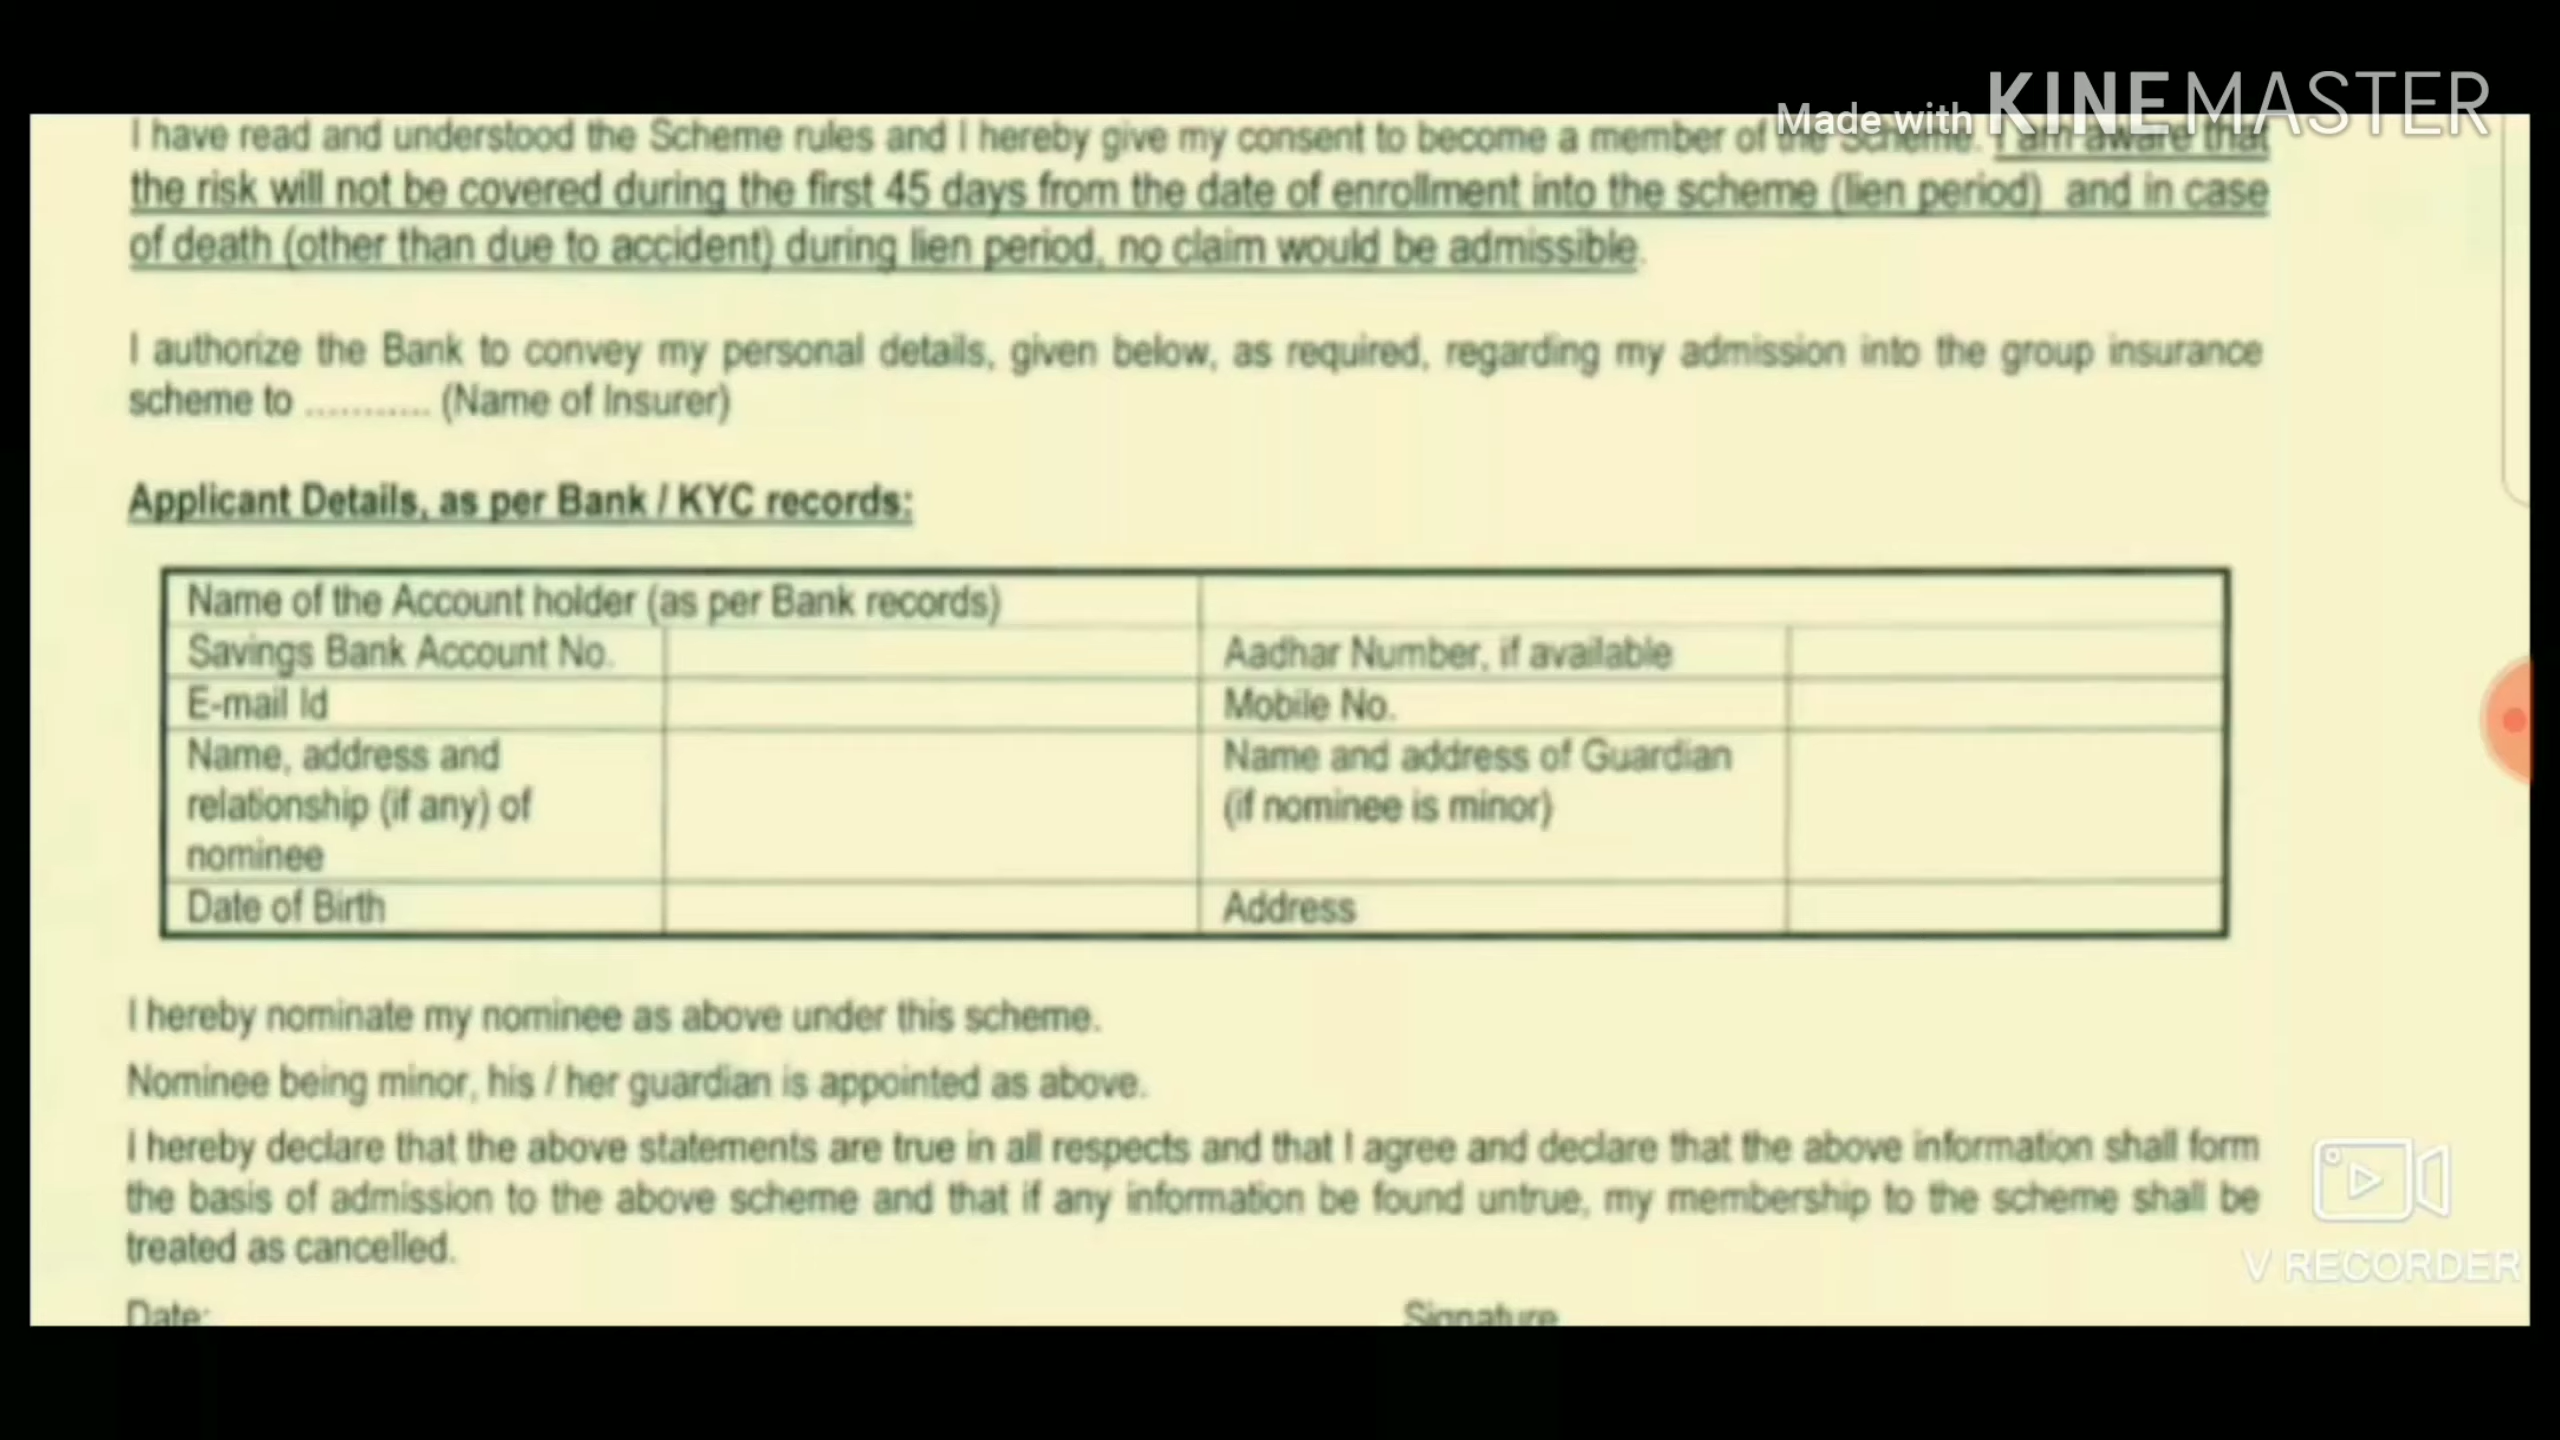 Made with KINEMASTER
I have read and understood the Scheme rules and I hereby give my consent to become a member of the Scheme. I am aware that
the risk will not be covered during the first 45 days from the date of enrollment into the scheme (lien period) and in case
of death (other than due to accident) during lien period, no claim would be admissible.
I authorize the Bank to convey my personal details, given below, as required, regarding my admission into the group insurance
scheme to ........... (Name of Insurer)
Applicant Details, as per Bank / KYC records:
Name of the Account holder (as per Bank records)
Savings Bank Account No. Aadhar Number, if available
E-mail Id Mobile No.
Name, address and Name and address of Guardian
relationship (if any) of (if nominee is minor)
nominee
Date of Birth Address
I hereby nominate my nominee as above under this scheme.
Nominee being minor, his / her guardian is appointed as above.
I hereby declare that the above statements are true in all respects and that I agree and declare that the above information shall form
the basis of admission to the above scheme and that if any information be found untrue, my membership to the scheme shall be
treated as cancelled.
V RECORDER
Date: Signature